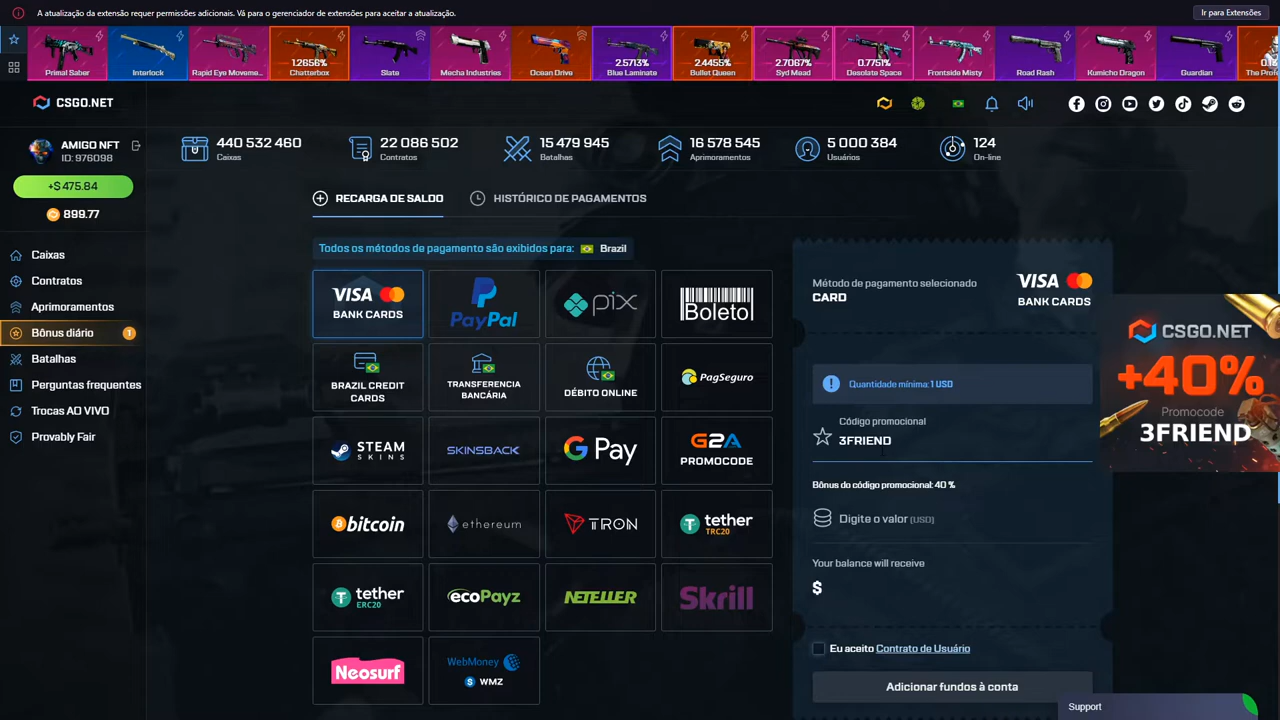 A atualização da extensão requer permissões adicionais. Vá para o gerenciador de extensões para aceitar a atualização.
Ir para Extensões
Primal Saber
Interlock
Rapid Eye Moveme...
1.2656%
Chatterbox
Slate
Mecha Industries
Ocean Drive
2.5713%
Blue Laminate
2.4455%
Bullet Queen
2.7067%
Syd Mead
0.7751%
Desolate Space
Frontside Misty
Road Rash
Kumicho Dragon
Guardian
CSGO.NET
AMIGO NFT
ID: 976098
+$ 475.84
899.77
440 532 460
Caixas
22 086 502
Contratos
15 479 945
Batalhas
16 578 545
Aprimoramentos
5 000 384
Usuários
124
On-line
Caixas
Contratos
Aprimoramentos
Bônus diário
1
Batalhas
Perguntas frequentes
Trocas AO VIVO
Provably Fair
RECARGA DE SALDO
HISTÓRICO DE PAGAMENTOS
Todos os métodos de pagamento são exibidos para: Brazil
VISA
BANK CARDS
PayPal
pix
Boleto
BRAZIL CREDIT
CARDS
TRANSFERENCIA
BANCÁRIA
DÉBITO ONLINE
PagSeguro
STEAM
SKINS
SKINSBACK
G Pay
G2A
PROMOCODE
bitcoin
ethereum
TRON
tether
TRC20
tether
ERC20
ecoPayz
NETELLER
Skrill
Neosurf
WebMoney
WMZ
Método de pagamento selecionado
CARD
VISA
BANK CARDS
Quantidade mínima: 1 USD
Código promocional
3FRIEND
Bônus do código promocional: 40 %
Digite o valor (USD)
Your balance will receive
$
Eu aceito Contrato de Usuário
Adicionar fundos à conta
CSGO.NET
+40%
Promocode
3FRIEND
Support